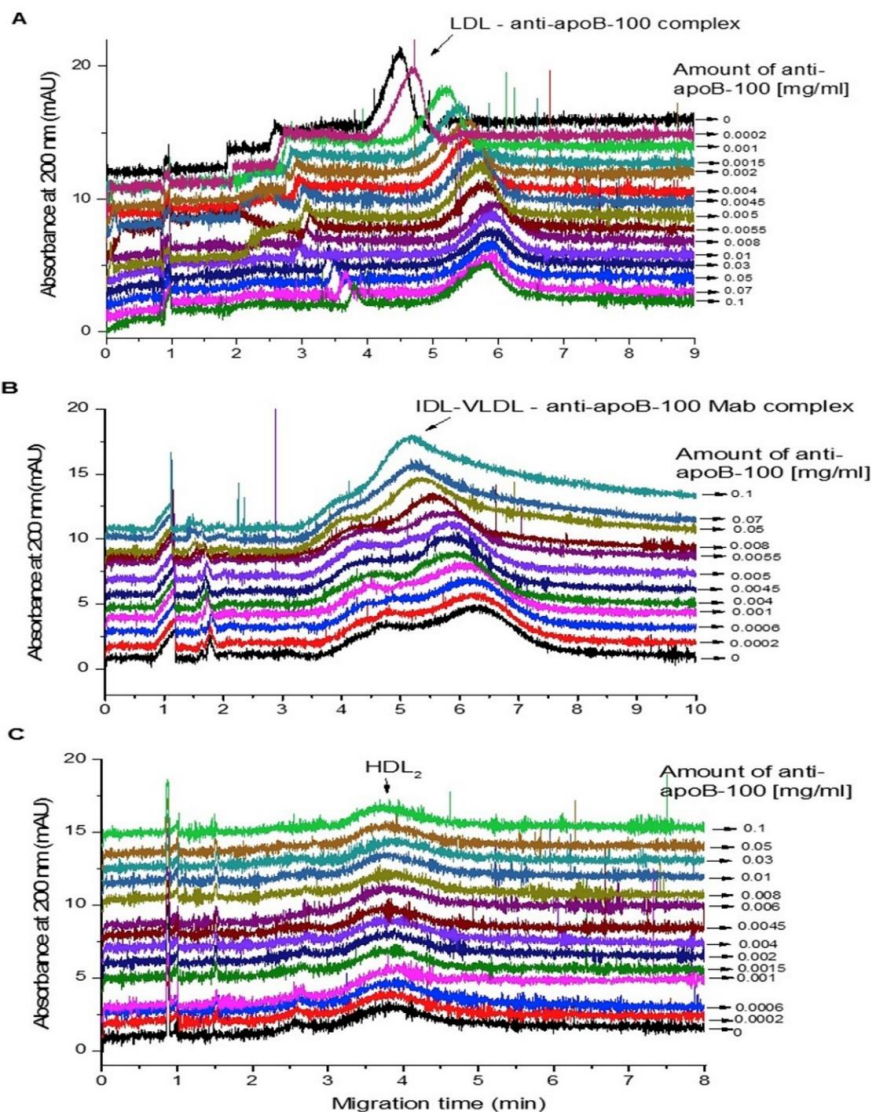 A
LDL - anti-apoB-100 complex
Amount of anti-
apoB-100 [mg/ml]
Absorbance at 200 nm (mAU)
20
10
0
0
0.0002
0.001
0.0015
0.002
0.004
0.0045
0.005
0.0055
0.008
0.01
0.03
0.05
0.07
0.1
0 1 2 3 4 5 6 7 8 9
B
IDL-VLDL - anti-apoB-100 Mab complex
Amount of anti-
apoB-100 [mg/ml]
Absorbance at 200 nm (mAU)
20
15
10
5
0
0.1
0.07
0.05
0.008
0.0055
0.005
0.0045
0.004
0.001
0.0006
0.0002
0
0 1 2 3 4 5 6 7 8 9 10
C
HDL₂
Amount of anti-
apoB-100 [mg/ml]
Absorbance at 200 nm (mAU)
20
15
10
5
0
0.1
0.05
0.03
0.01
0.008
0.006
0.0045
0.004
0.002
0.0015
0.001
0.0006
0.0002
0
0 1 2 3 4 5 6 7 8
Migration time (min)